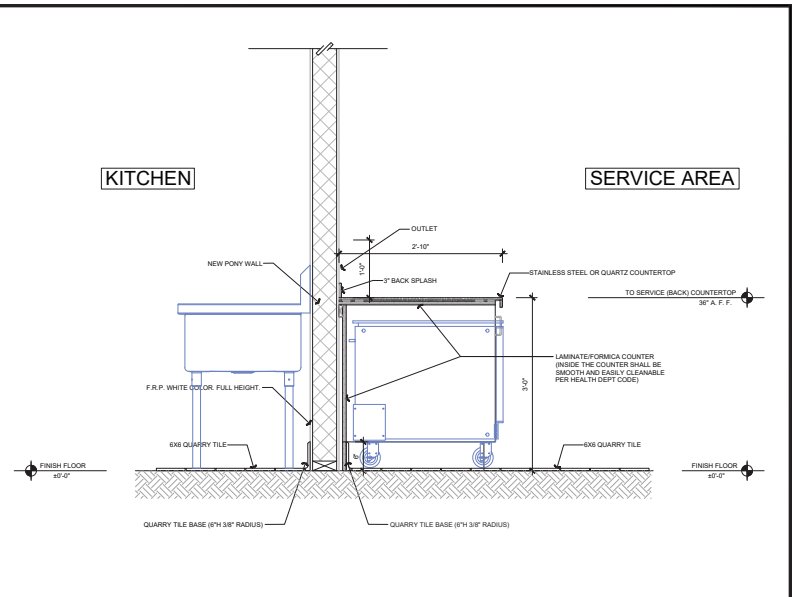 KITCHEN
SERVICE AREA
OUTLET
2'-10"
NEW PONY WALL
1'-0"
3" BACK SPLASH
STAINLESS STEEL OR QUARTZ COUNTERTOP
TO SERVICE (BACK) COUNTERTOP
36" A. F. F.
LAMINATE/FORMICA COUNTER
(INSIDE THE COUNTER SHALL BE
SMOOTH AND EASILY CLEANABLE
PER HEALTH DEPT CODE)
3'-0"
F.R.P. WHITE COLOR. FULL HEIGHT.
6X6 QUARRY TILE
6"
6X6 QUARRY TILE
FINISH FLOOR
±0'-0"
FINISH FLOOR
±0'-0"
QUARRY TILE BASE (6"H 3/8" RADIUS)
QUARRY TILE BASE (6"H 3/8" RADIUS)